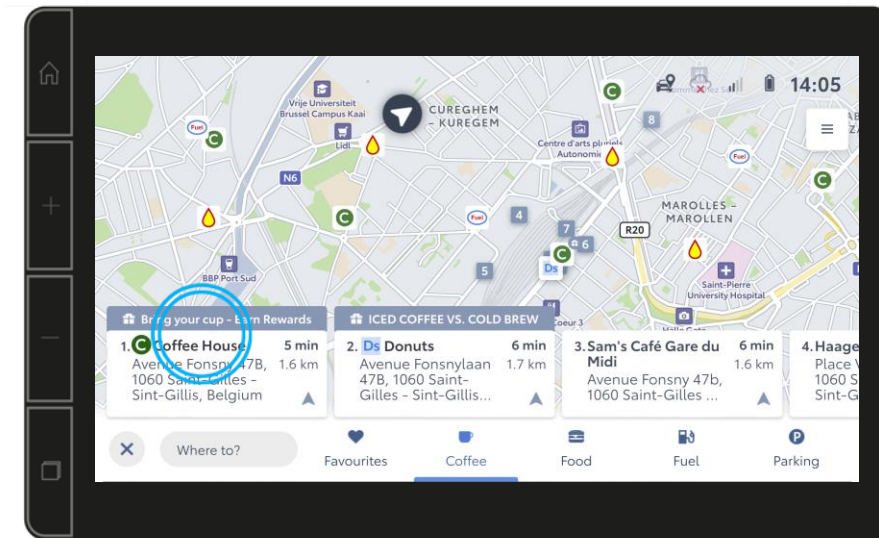 14:05
Vrije Universiteit
Brussel Campus Kaai
CUREGHEM
- KUREGEM
Fuel
C
Lidl
C
Centre d'arts pluriels
Autonomie
8
Fuel
C
N6
MAROLLES -
MAROLLEN
C
Fuel
4
7
R20
6
C
Ds
5
BBP Port Sud
Saint-Pierre
University Hospital
Bring your cup - Earn Rewards
ICED COFFEE VS. COLD BREW
1. C Coffee House 5 min
Avenue Fonsny 47B, 1.6 km
1060 Saint-Gilles -
Sint-Gillis, Belgium
2. Ds Donuts 6 min
Avenue Fonsnylaan 1.7 km
47B, 1060 Saint-
Gilles - Sint-Gillis...
3. Sam's Café Gare du 6 min
Midi 1.6 km
Avenue Fonsny 47b,
1060 Saint-Gilles ...
4. Haage
Place
1060 S
Sint-G
Where to?
Favourites
Coffee
Food
Fuel
P
Parking